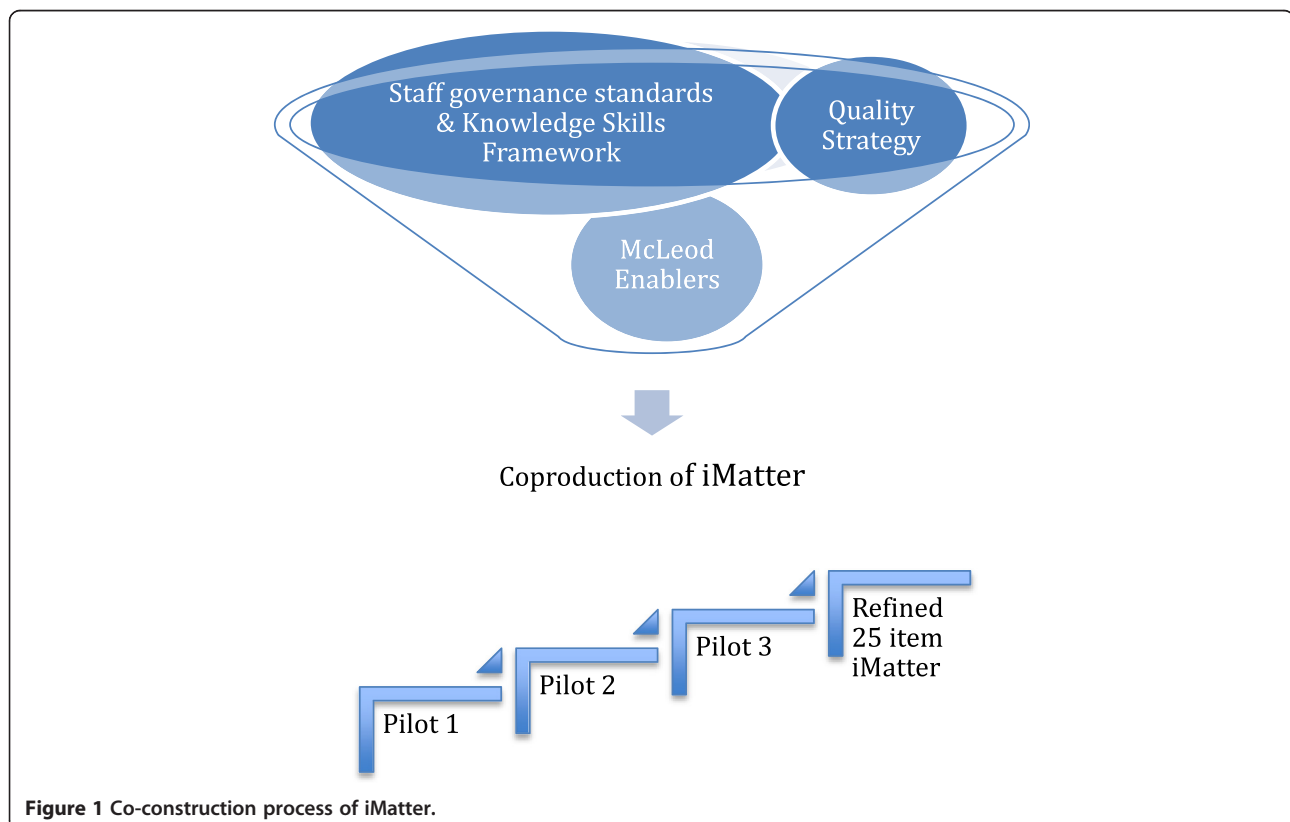 Staff governance standards
& Knowledge Skills
Framework
Quality
Strategy
McLeod
Enablers
Coproduction of iMatter
Pilot 1
Pilot 2
Pilot 3
Refined
25 item
iMatter
Figure 1 Co-construction process of iMatter.